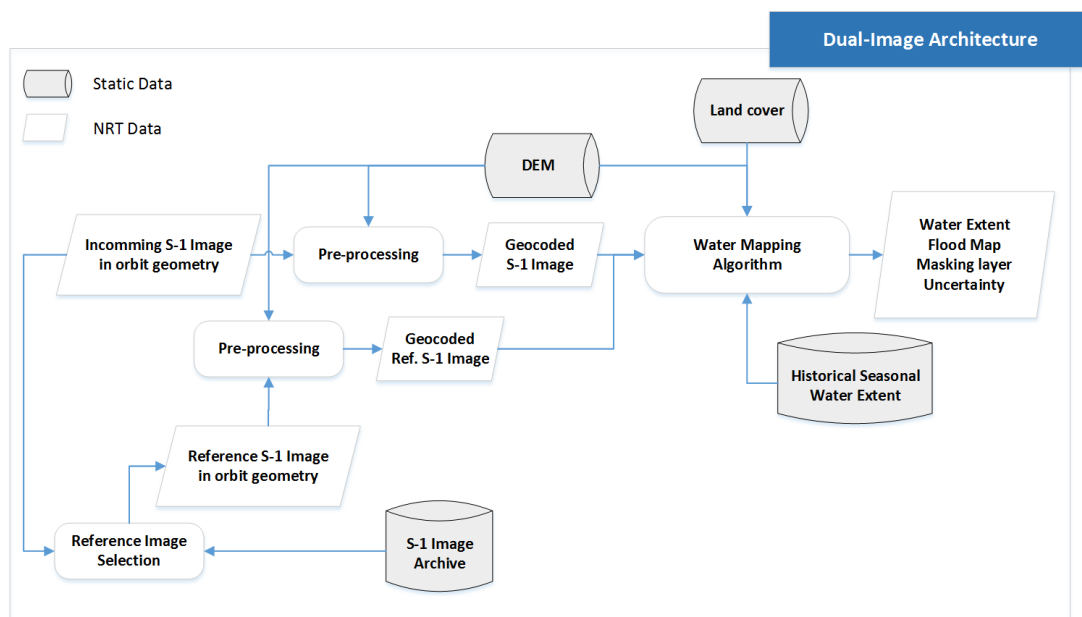 Dual-Image Architecture
Static Data
NRT Data
Land cover
DEM
Incomming S-1 Image
in orbit geometry
Pre-processing
Geocoded
S-1 Image
Water Mapping
Algorithm
Water Extent
Flood Map
Masking layer
Uncertainty
Pre-processing
Geocoded
Ref. S-1 Image
Historical Seasonal
Water Extent
Reference S-1 Image
in orbit geometry
Reference Image
Selection
S-1 Image
Archive